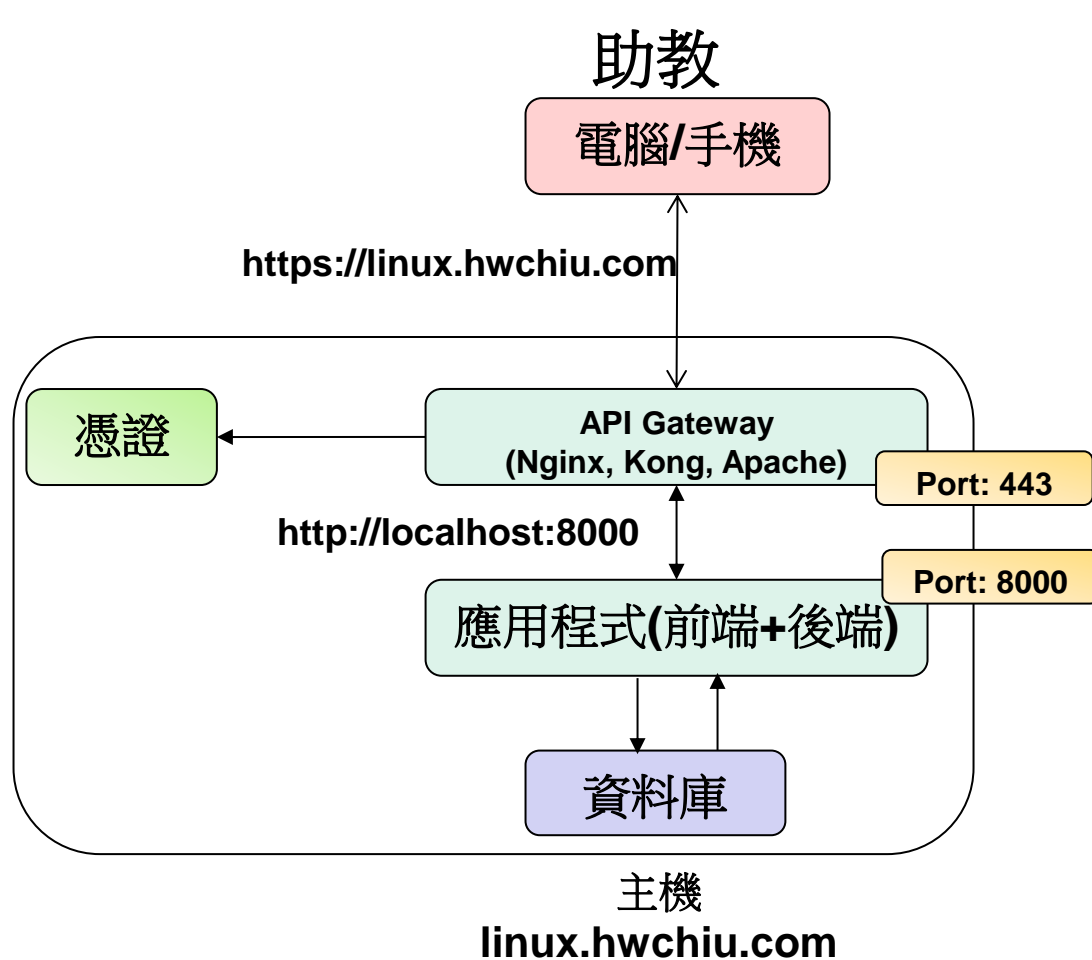 助教
電腦/手機
https://linux.hwchiu.com
憑證
API Gateway
(Nginx, Kong, Apache)
Port: 443
http://localhost:8000
Port: 8000
應用程式(前端+後端)
資料庫
主機
linux.hwchiu.com